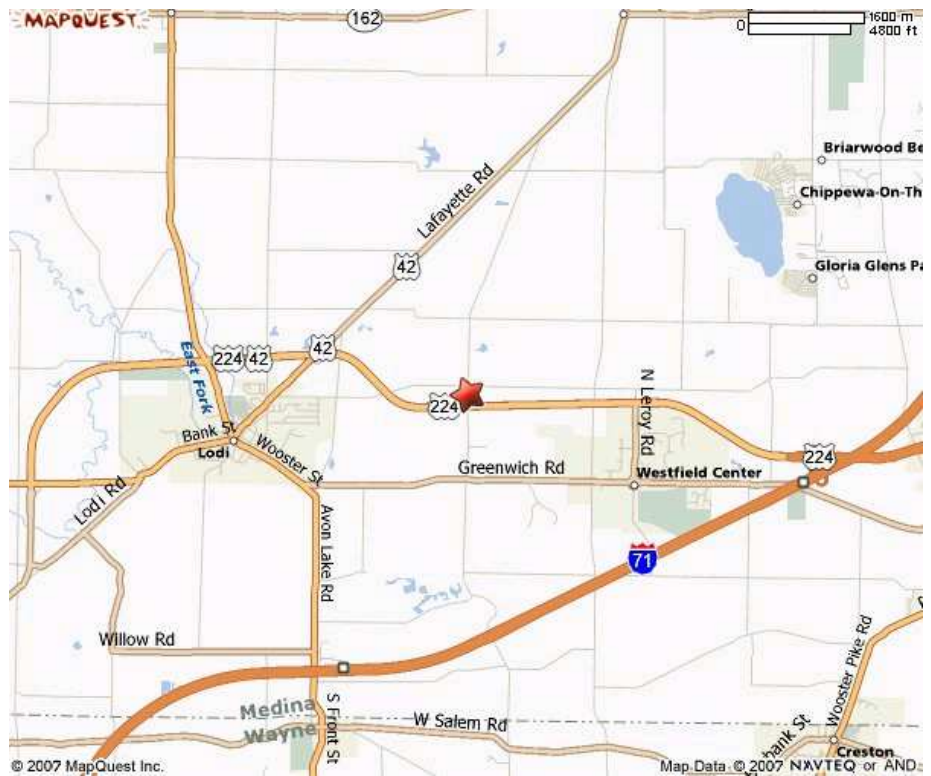 MAPQUEST.
162
1600 m
0
4800 ft
Briarwood Be
Chippewa-On-Th
Lafayette Rd
42
Gloria Glens Pa
42
224
42
East Fork
N Leroy Rd
224
Bank St
Lodi
Wooster St
224
Greenwich Rd
Westfield Center
Lodi Rd
Avon Lake Rd
71
Willow Rd
Wooster Pike Rd
Medina
Wayne
S Front St
W Salem Rd
bank St
Creston
© 2007 MapQuest Inc.
Map Data © 2007 NAVTEQ or AND